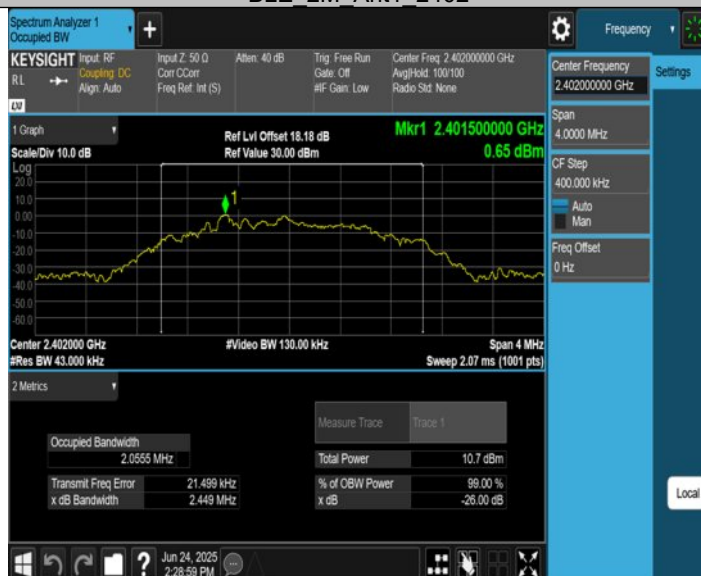 Spectrum Analyzer 1
Occupied BW
+
Frequency
KEYSIGHT
RL
Input: RF
Coupling: DC
Align: Auto
Input Z: 50 Ω
Corr CCorr
Freq Ref: Int (S)
Atten: 40 dB
Trig: Free Run
Gate: Off
#IF Gain: Low
Center Freq: 2.402000000 GHz
Avg|Hold: 100/100
Radio Std: None
Center Frequency
2.402000000 GHz
Settings
Span
4.0000 MHz
CF Step
400.000 kHz
Auto
Man
Freq Offset
0 Hz
Local
1 Graph
Scale/Div 10.0 dB
Ref Lvl Offset 18.18 dB
Ref Value 30.00 dBm
Mkr1 2.401500000 GHz
0.65 dBm
Log
20.0
10.0
0.00
-10.0
-20.0
-30.0
-40.0
-50.0
-60.0
1
Center 2.402000 GHz
#Res BW 43.000 kHz
#Video BW 130.00 kHz
Span 4 MHz
Sweep 2.07 ms (1001 pts)
2 Metrics
Measure Trace
Trace 1
Occupied Bandwidth
2.0555 MHz
Total Power
10.7 dBm
Transmit Freq Error
21.499 kHz
% of OBW Power
99.00 %
x dB Bandwidth
2.449 MHz
x dB
-26.00 dB
?
Jun 24, 2025
2:28:59 PM